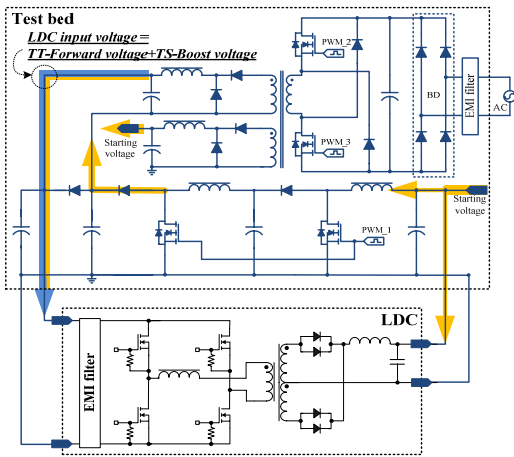 Test bed
LDC input voltage=
TT-Forward voltage+TS-Boost voltage
PWM_2
BD
EMI filter
AC
Starting
voltage
PWM_3
Starting
voltage
PWM_1
LDC
EMI filter